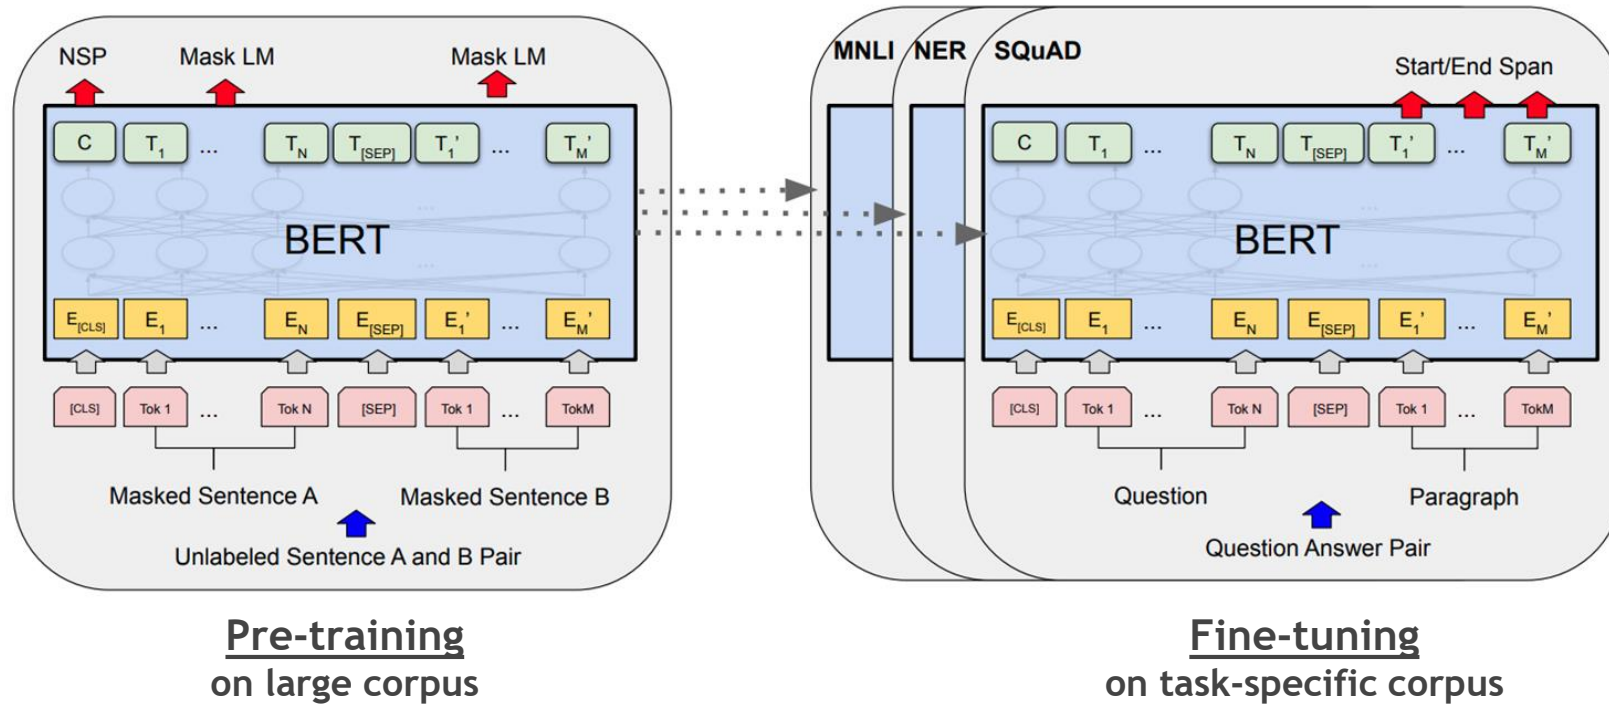 NSP Mask LM Mask LM
C T1 ... TN T[SEP] T1’ ... TM’
...
BERT
...
E[CLS] E1 ... EN E[SEP] E1’ ... EM’
[CLS] Tok 1 ... Tok N [SEP] Tok 1 ... TokM
Masked Sentence A Masked Sentence B
Unlabeled Sentence A and B Pair
Pre-training
on large corpus
MNLI NER SQuAD
Start/End Span
C T1 ... TN T[SEP] T1’ ... TM’
...
BERT
...
E[CLS] E1 ... EN E[SEP] E1’ ... EM’
[CLS] Tok 1 ... Tok N [SEP] Tok 1 ... TokM
Question Paragraph
Question Answer Pair
Fine-tuning
on task-specific corpus